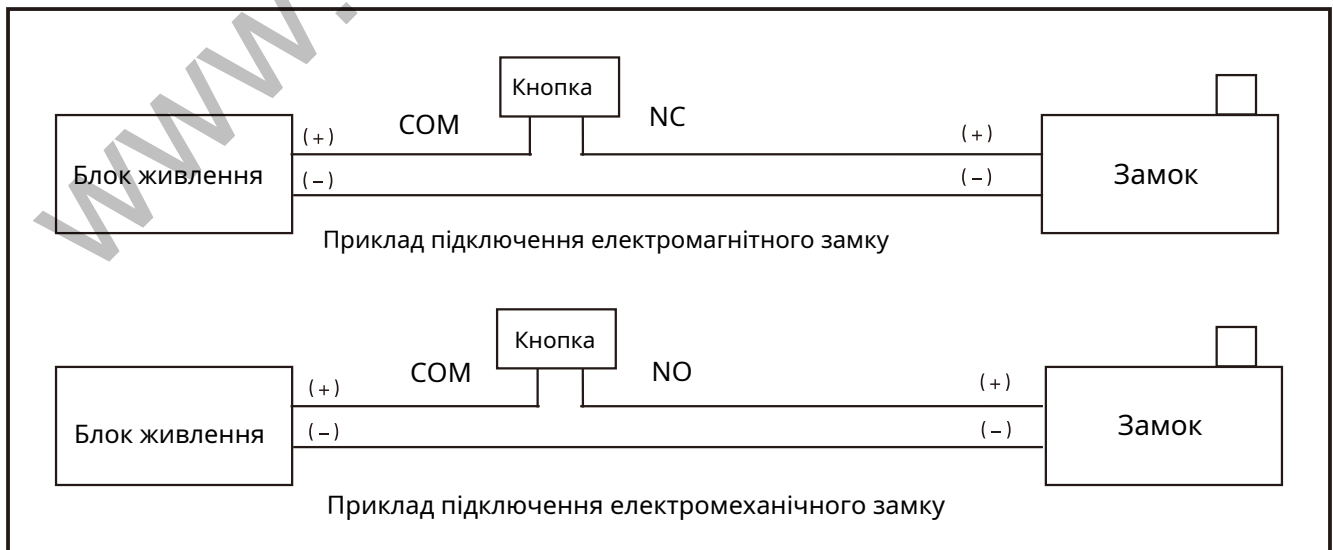 www.
Кнопка
COM
NC
(+)
(+)
Блок живлення
(-)
(-)
Замок
Приклад підключення електромагнітного замку
Кнопка
COM
NO
(+)
(+)
Блок живлення
(-)
(-)
Замок
Приклад підключення електромеханічного замку